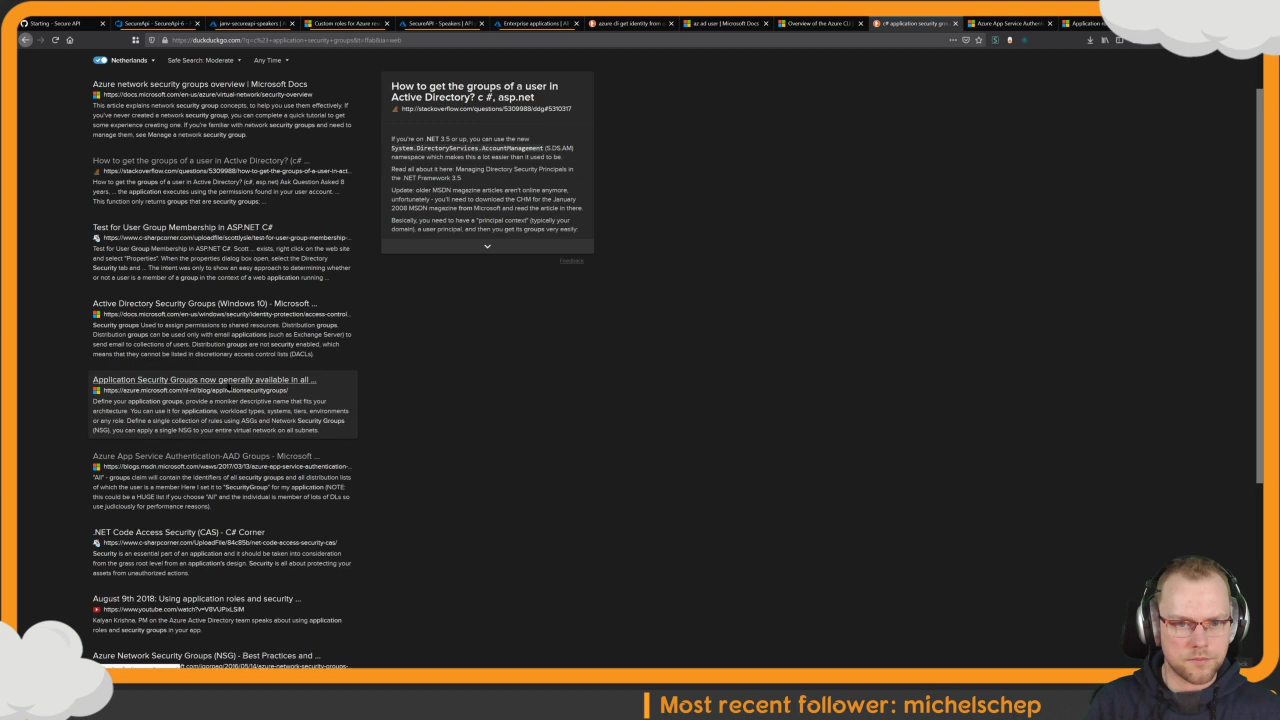 Starting - Secure API
SecureApi - SecureApi-6 - 
janv-secureapi-speakers | A
Custom roles for Azure res
SecureAPI - Speakers | API
Enterprise applications | Al
azure cli get identity from a
az ad user | Microsoft Docs
Overview of the Azure CLI
c# application security gro
Azure App Service Authenti
Application
https://duckduckgo.com/?q=c%23+application+security+groups&t=ffab&ia=web
Netherlands
Safe Search: Moderate
Any Time
Azure network security groups overview | Microsoft Docs
https://docs.microsoft.com/en-us/azure/virtual-network/security-overview
This article explains network security group concepts, to help you use them effectively. If
you've never created a network security group, you can complete a quick tutorial to get
some experience creating one. If you're familiar with network security groups and need to
manage them, see Manage a network security group.
How to get the groups of a user in Active Directory? (c# ...
https://stackoverflow.com/questions/5309988/how-to-get-the-groups-of-a-user-in-act...
How to get the groups of a user in Active Directory? (c#, asp.net) Ask Question Asked 8
years, ... the application executes using the permissions found in your user account. ...
This function only returns groups that are security groups; ...
Test for User Group Membership in ASP.NET C#
https://www.c-sharpcorner.com/uploadfile/scottlysle/test-for-user-group-membership-...
Test for User Group Membership in ASP.NET C#. Scott ... exists, right click on the web site
and select "Properties". When the properties dialog box open, select the Directory
Security tab and ... The intent was only to show an easy approach to determining whether
or not a user is a member of a group in the context of a web application running ...
Active Directory Security Groups (Windows 10) - Microsoft ...
https://docs.microsoft.com/en-us/windows/security/identity-protection/access-control...
Security groups Used to assign permissions to shared resources. Distribution groups.
Distribution groups can be used only with email applications (such as Exchange Server) to
send email to collections of users. Distribution groups are not security enabled, which
means that they cannot be listed in discretionary access control lists (DACLs).
Application Security Groups now generally available in all ...
https://azure.microsoft.com/nl-nl/blog/applicationsecuritygroups/
Define your application groups, provide a moniker descriptive name that fits your
architecture. You can use it for applications, workload types, systems, tiers, environments
or any role. Define a single collection of rules using ASGs and Network Security Groups
(NSG), you can apply a single NSG to your entire virtual network on all subnets.
Azure App Service Authentication-AAD Groups - Microsoft ...
https://blogs.msdn.microsoft.com/waws/2017/03/13/azure-app-service-authentication-...
"All" - groups claim will contain the identifiers of all security groups and all distribution lists
of which the user is a member Here I set it to "SecurityGroup" for my application (NOTE:
this could be a HUGE list if you choose "All" and the individual is member of lots of DLs so
use judiciously for performance reasons).
.NET Code Access Security (CAS) - C# Corner
https://www.c-sharpcorner.com/UploadFile/84c85b/net-code-access-security-cas/
Security is an essential part of an application and it should be taken into consideration
from the grass root level from an application's design. Security is all about protecting your
assets from unauthorized actions.
August 9th 2018: Using application roles and security ...
https://www.youtube.com/watch?v=V8VUPixLSiM
Kalyan Krishna, PM on the Azure Active Directory team speaks about using application
roles and security groups in your app.
Azure Network Security Groups (NSG) - Best Practices and ...
oft.com/igorpag/2016/05/14/azure-network-security-groups-
How to get the groups of a user in
Active Directory? c #, asp.net
http://stackoverflow.com/questions/5309988/ddg#5310317
If you're on .NET 3.5 or up, you can use the new
System.DirectoryServices.AccountManagement (S.DS.AM)
namespace which makes this a lot easier than it used to be.
Read all about it here: Managing Directory Security Principals in
the .NET Framework 3.5
Update: older MSDN magazine articles aren't online anymore,
unfortunately - you'll need to download the CHM for the January
2008 MSDN magazine from Microsoft and read the article in there.
Basically, you need to have a "principal context" (typically your
domain), a user principal, and then you get its groups very easily:
Feedback
Most recent follower: michelschep